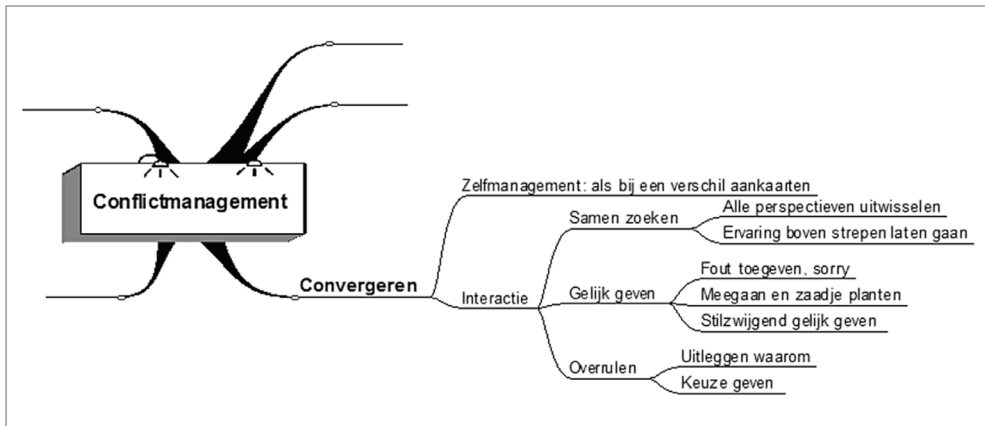 Conflictmanagement
Convergeren
Zelfmanagement: als bij een verschil aankaarten
Interactie
Samen zoeken
Alle perspectieven uitwisselen
Ervaring boven strepen laten gaan
Gelijk geven
Fout toegeven, sorry
Meegaan en zaadje planten
Stilzwijgend gelijk geven
Overrulen
Uitleggen waarom
Keuze geven